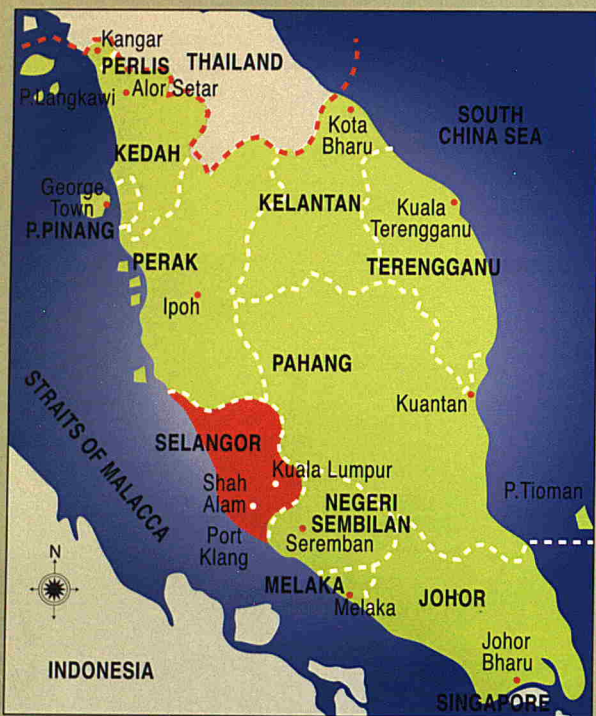 Kangar
PERLIS
THAILAND
P.Langkawi
Alor Setar
SOUTH
CHINA SEA
Kota
Bharu
KEDAH
George
Town
KELANTAN
Kuala
Terengganu
P.PINANG
PERAK
TERENGGANU
Ipoh
PAHANG
Kuantan
STRAITS OF MALACCA
SELANGOR
Kuala Lumpur
Shah
Alam
P.Tioman
NEGERI
SEMBILAN
Port
Klang
Seremban
N
MELAKA
Melaka
JOHOR
Johor
Bharu
INDONESIA
SINGAPORE